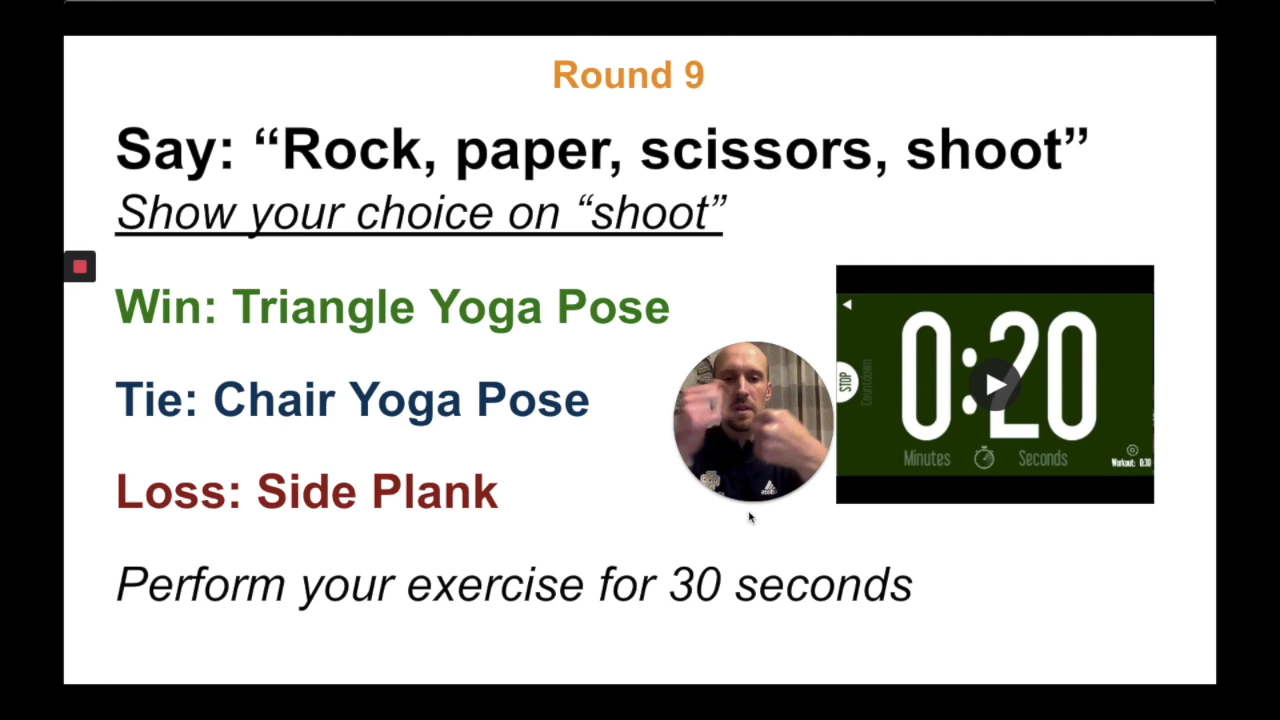 Round 9
Say: “Rock, paper, scissors, shoot”
Show your choice on “shoot”
Win: Triangle Yoga Pose
Tie: Chair Yoga Pose
Loss: Side Plank
Perform your exercise for 30 seconds
STOP
Countdown
0:20
Minutes
Seconds
Workout: 0:30